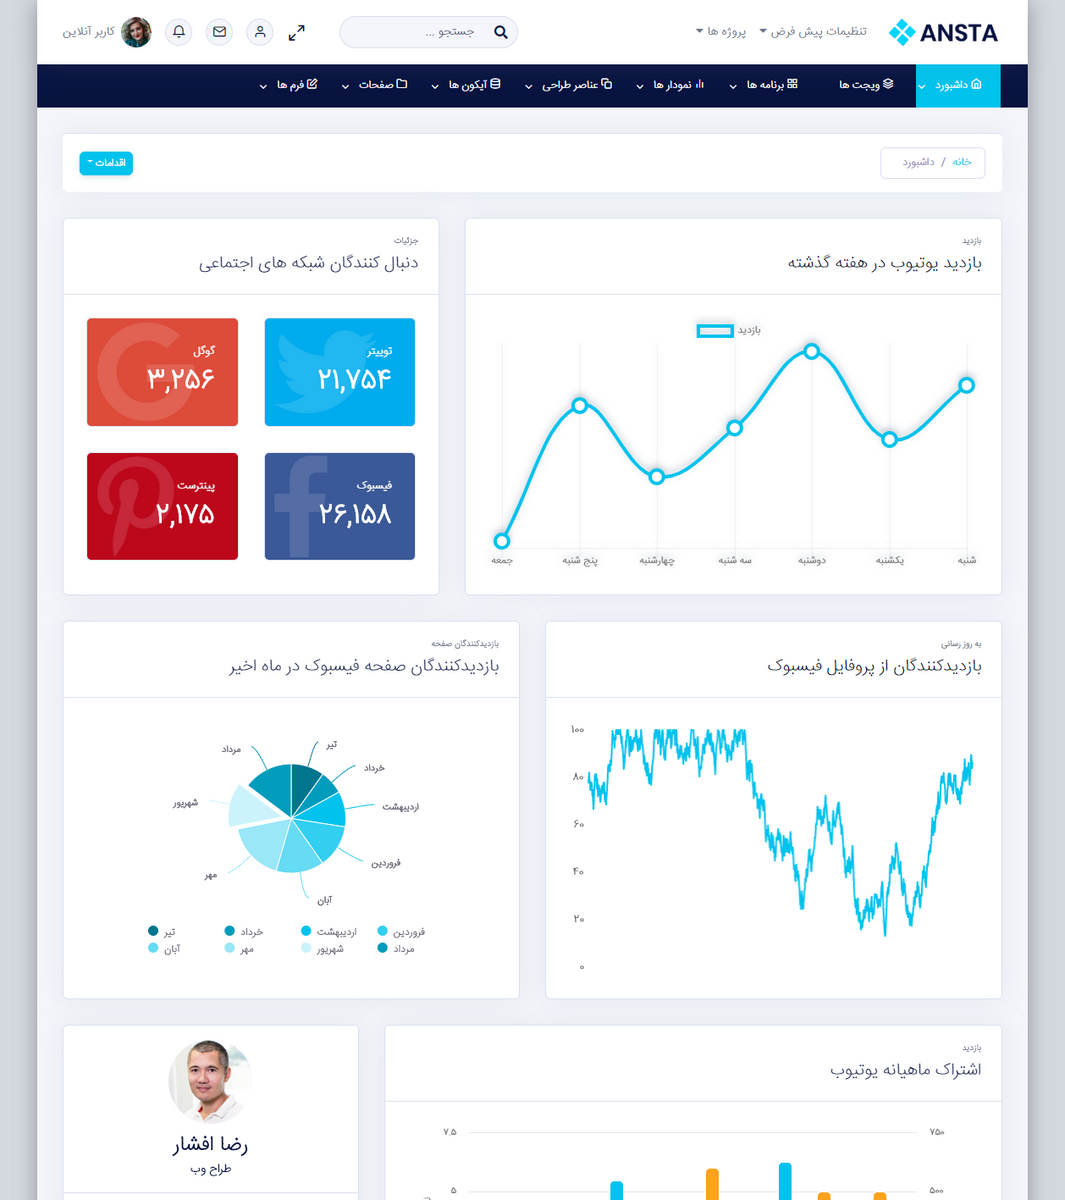 ANSTA
تنظیمات پیش فرض
پروژه ها
جستجو ...
کاربر آنلاین
داشبورد
ویجت ها
برنامه ها
نمودار ها
عناصر طراحی
آیکون ها
صفحات
فرم ها
خانه / داشبورد
اقدامات
بازدید
بازدید یوتیوب در هفته گذشته
بازدید
شنبه
یکشنبه
دوشنبه
سه شنبه
چهارشنبه
پنج شنبه
جمعه
جزئیات
دنبال کنندگان شبکه های اجتماعی
توییتر
۲۱,۷۵۴
گوگل
۳,۲۵۶
فیسبوک
۲۶,۱۵۸
پینترست
۲,۱۷۵
به روز رسانی
بازدیدکنندگان از پروفایل فیسبوک
۱۰۰
۸۰
۶۰
۴۰
۲۰
۰
بازدیدکنندگان صفحه
بازدیدکنندگان صفحه فیسبوک در ماه اخیر
تیر
مرداد
خرداد
شهریور
اردیبهشت
فروردین
مهر
آبان
فروردین
اردیبهشت
خرداد
تیر
مرداد
شهریور
مهر
آبان
بازدید
اشتراک ماهیانه یوتیوب
۷۵۰
۷.۵
۵۰۰
۵
رضا افشار
طراح وب